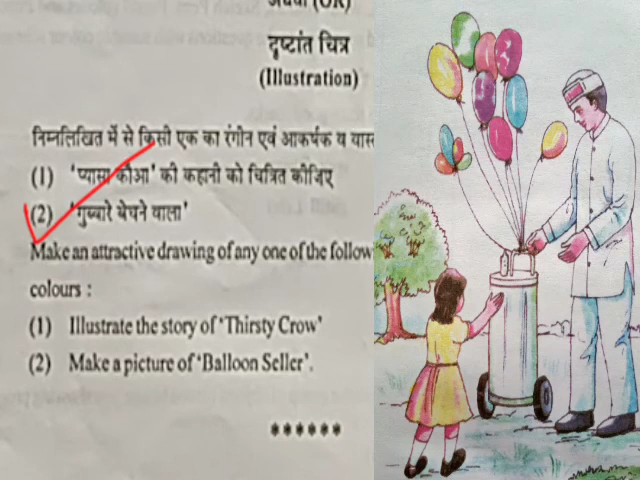 अथवा (OR)
दृष्टांत चित्र
(Illustration)
निम्नलिखित में से किसी एक का रंगीन एवं आकर्षक व
(1) 'प्यासा कौआ' की कहानी को चित्रित कीजिए
(2) 'गुब्बारे बेचने वाला'
Make an attractive drawing of any one of the follow
colours :
(1) Illustrate the story of 'Thirsty Crow'
(2) Make a picture of 'Balloon Seller'.
******